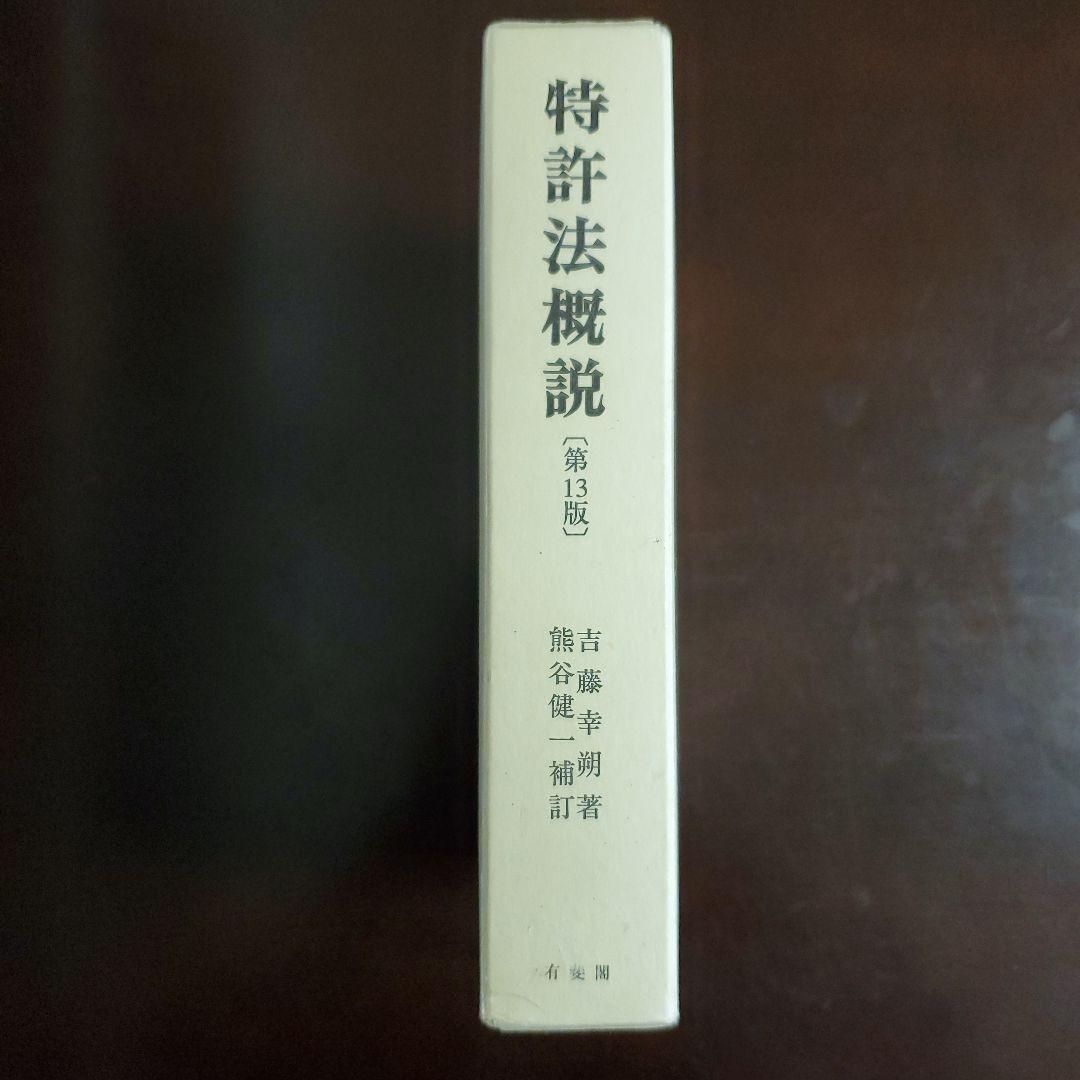 特許法概説
〔第13版〕
吉藤幸朔著
熊谷健一補訂
有斐閣